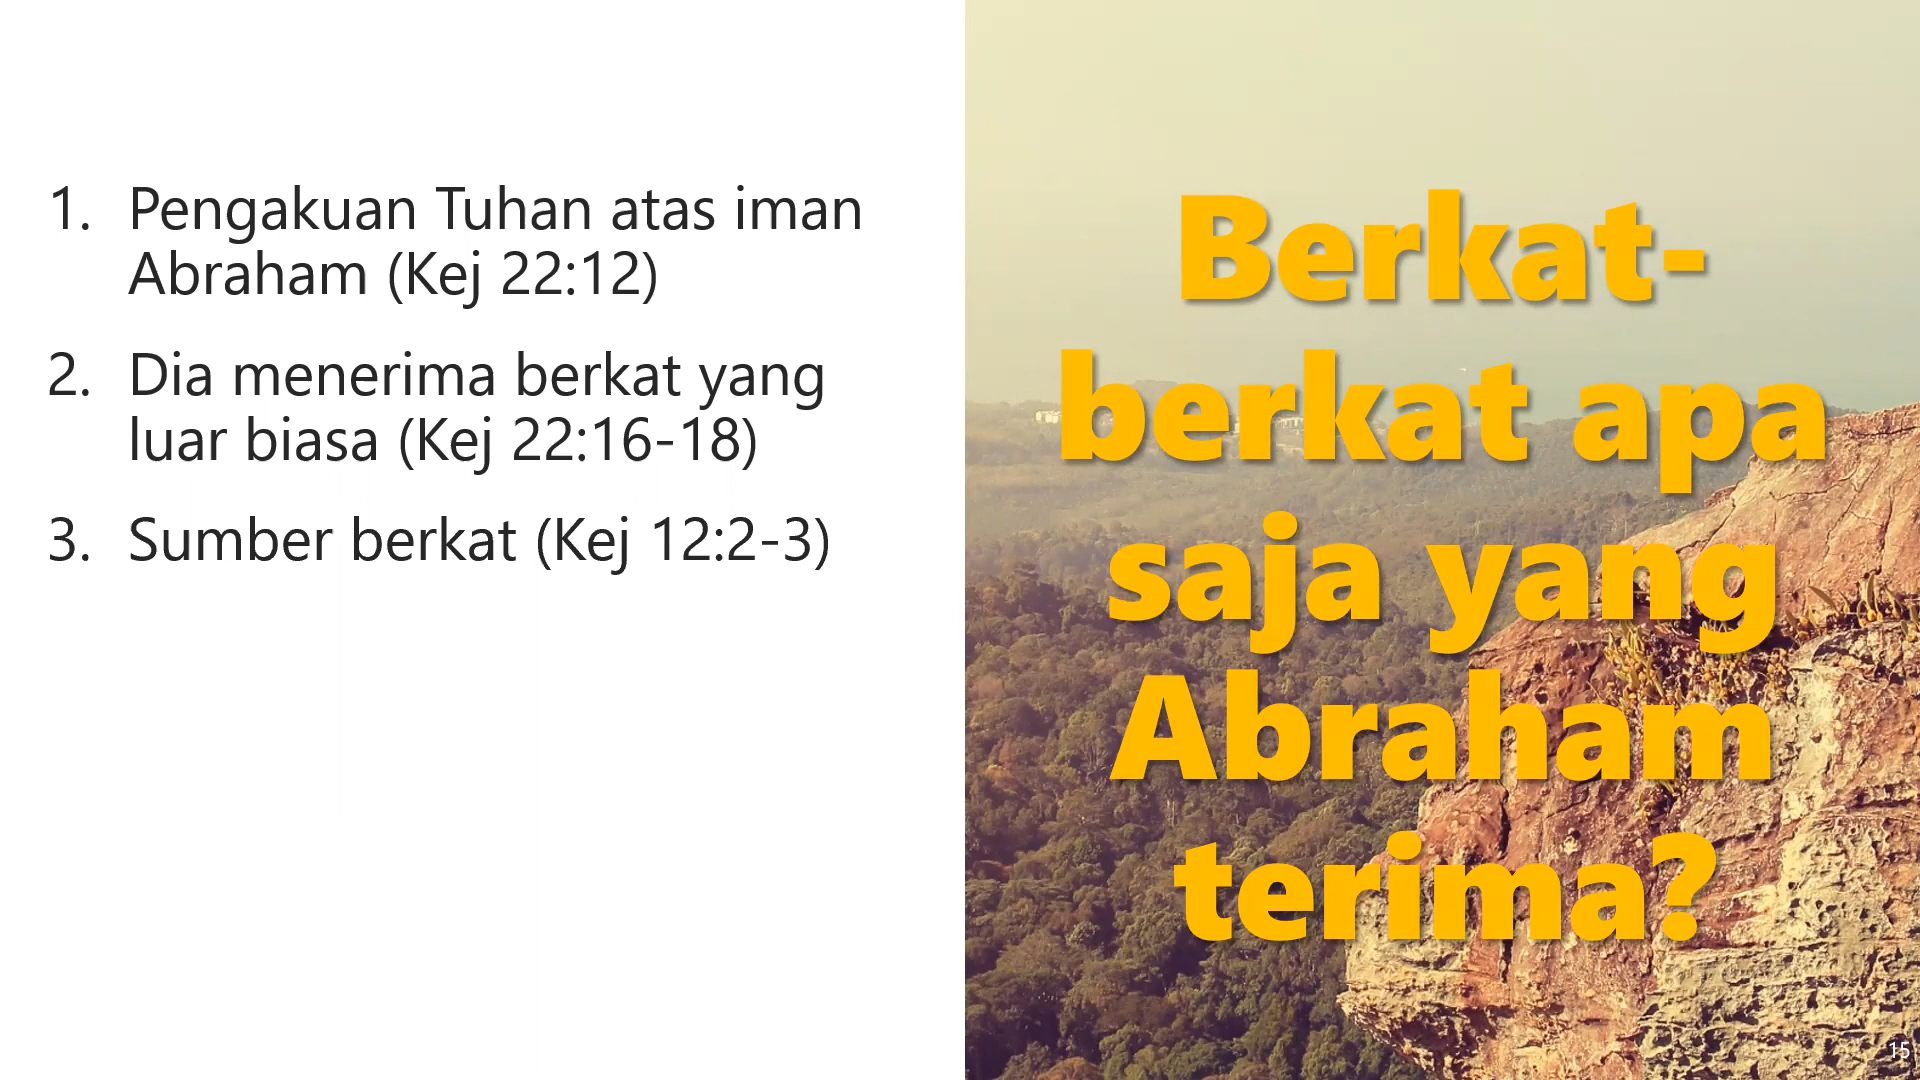 1. Pengakuan Tuhan atas iman
Abraham (Kej 22:12)
2. Dia menerima berkat yang
luar biasa (Kej 22:16-18)
3. Sumber berkat (Kej 12:2-3)
Berkat-
berkat apa
saja yang
Abraham
terima?
15